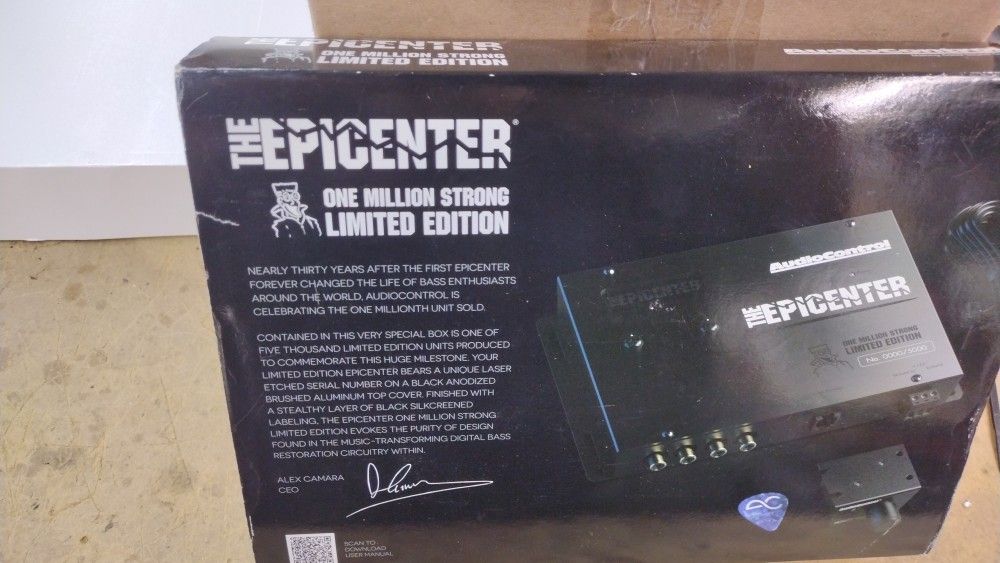 THE EPICENTER
ONE MILLION STRONG
LIMITED EDITION
AudioControl
THE EPICENTER®
ONE MILLION STRONG
LIMITED EDITION
NEARLY THIRTY YEARS AFTER THE FIRST EPICENTER
FOREVER CHANGED THE LIFE OF BASS ENTHUSIASTS
AROUND THE WORLD, AUDIOCONTROL IS
CELEBRATING THE ONE MILLIONTH UNIT SOLD.
CONTAINED IN THIS VERY SPECIAL BOX IS ONE OF
FIVE THOUSAND LIMITED EDITION UNITS PRODUCED
TO COMMEMORATE THIS HUGE MILESTONE. YOUR
LIMITED EDITION EPICENTER BEARS A UNIQUE LASER
ETCHED SERIAL NUMBER ON A BLACK ANODIZED
BRUSHED ALUMINUM TOP COVER. FINISHED WITH
A STEALTHY LAYER OF BLACK SILKCREENED
LABELING, THE EPICENTER ONE MILLION STRONG
LIMITED EDITION EVOKES THE PURITY OF DESIGN
FOUND IN THE MUSIC-TRANSFORMING DIGITAL BASS
RESTORATION CIRCUITRY WITHIN.
ALEX CAMARA
CEO
SCAN TO
DOWNLOAD
USER MANUAL
AudioControl
THE EPICENTER
ONE MILLION STRONG
LIMITED EDITION
No. 0000/5000
AudioControl
AC